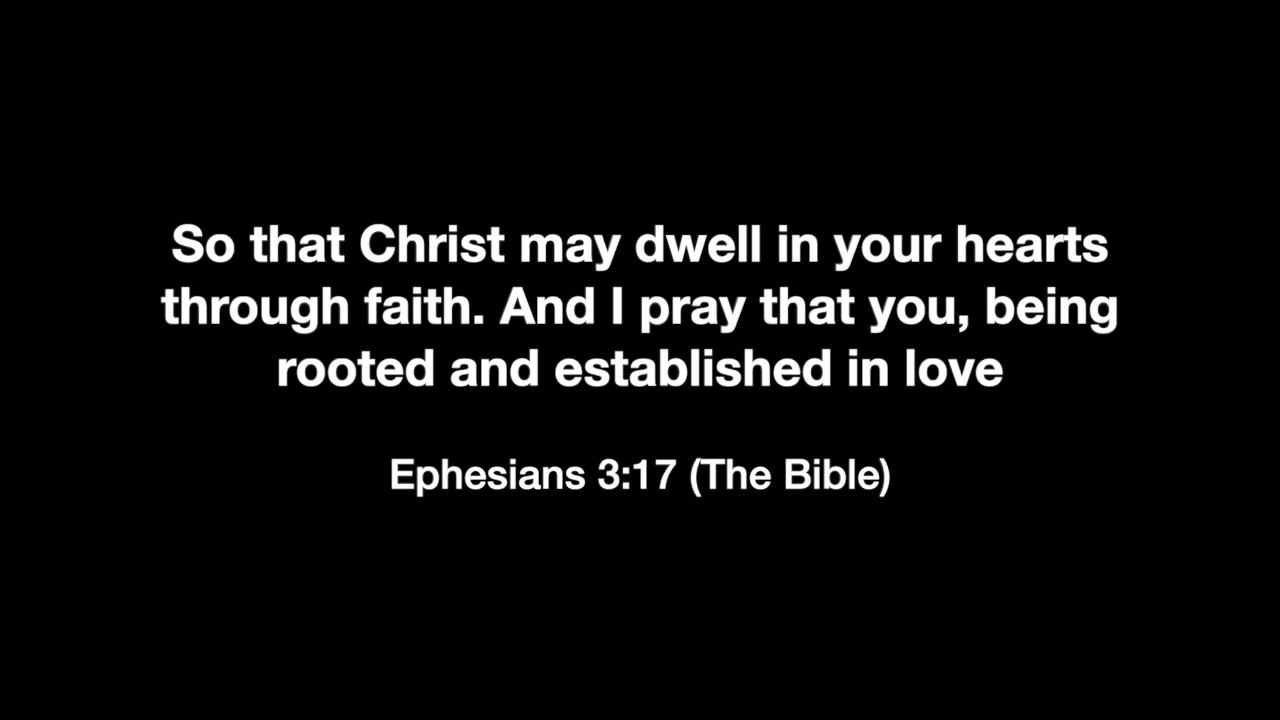 So that Christ may dwell in your hearts
through faith. And I pray that you, being
rooted and established in love
Ephesians 3:17 (The Bible)